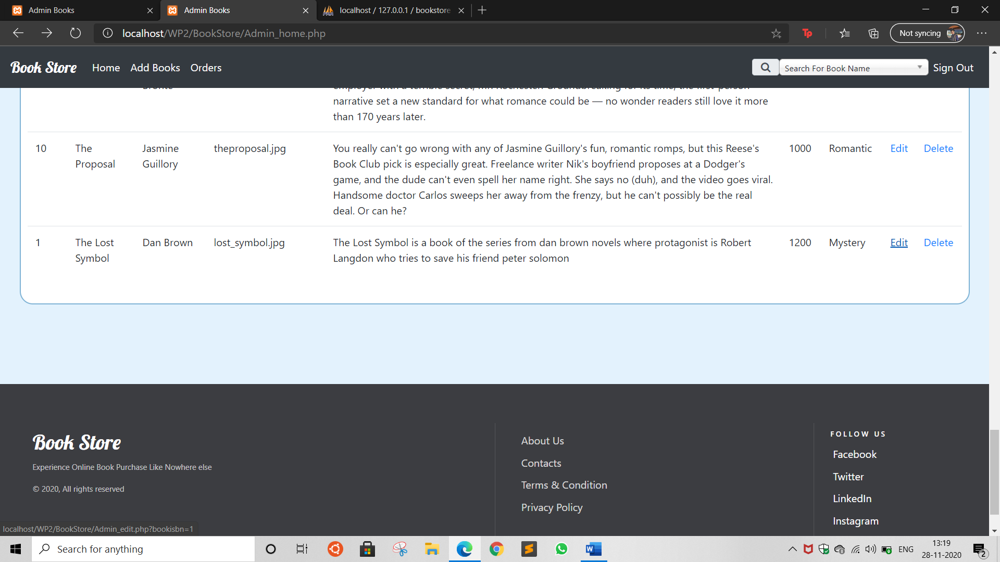 Admin Books
Admin Books
localhost / 127.0.0.1 / bookstore
localhost/WP2/BookStore/Admin_home.php
Not syncing
Book Store
Home
Add Books
Orders
Search For Book Name
Sign Out
narrative set a new standard for what romance could be — no wonder readers still love it more
than 170 years later.
10
The
Proposal
Jasmine
Guillory
theproposal.jpg
You really can't go wrong with any of Jasmine Guillory's fun, romantic romps, but this Reese's
Book Club pick is especially great. Freelance writer Nik's boyfriend proposes at a Dodger's
game, and the dude can't even spell her name right. She says no (duh), and the video goes viral.
Handsome doctor Carlos sweeps her away from the frenzy, but he can't possibly be the real
deal. Or can he?
1000
Romantic
Edit
Delete
1
The Lost
Symbol
Dan Brown
lost_symbol.jpg
The Lost Symbol is a book of the series from dan brown novels where protagonist is Robert
Langdon who tries to save his friend peter solomon
1200
Mystery
Edit
Delete
Book Store
Experience Online Book Purchase Like Nowhere else
© 2020, All rights reserved
About Us
Contacts
Terms & Condition
Privacy Policy
FOLLOW US
Facebook
Twitter
LinkedIn
Instagram
localhost/WP2/BookStore/Admin_edit.php?bookisbn=1
Search for anything
ENG
13:19
28-11-2020
2